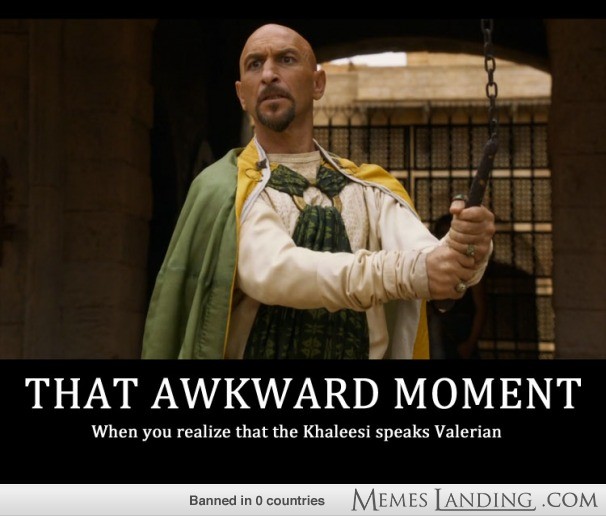 THAT AWKWARD MOMENT
When you realize that the Khaleesi speaks Valerian
Banned in 0 countries MEMES LANDING .COM